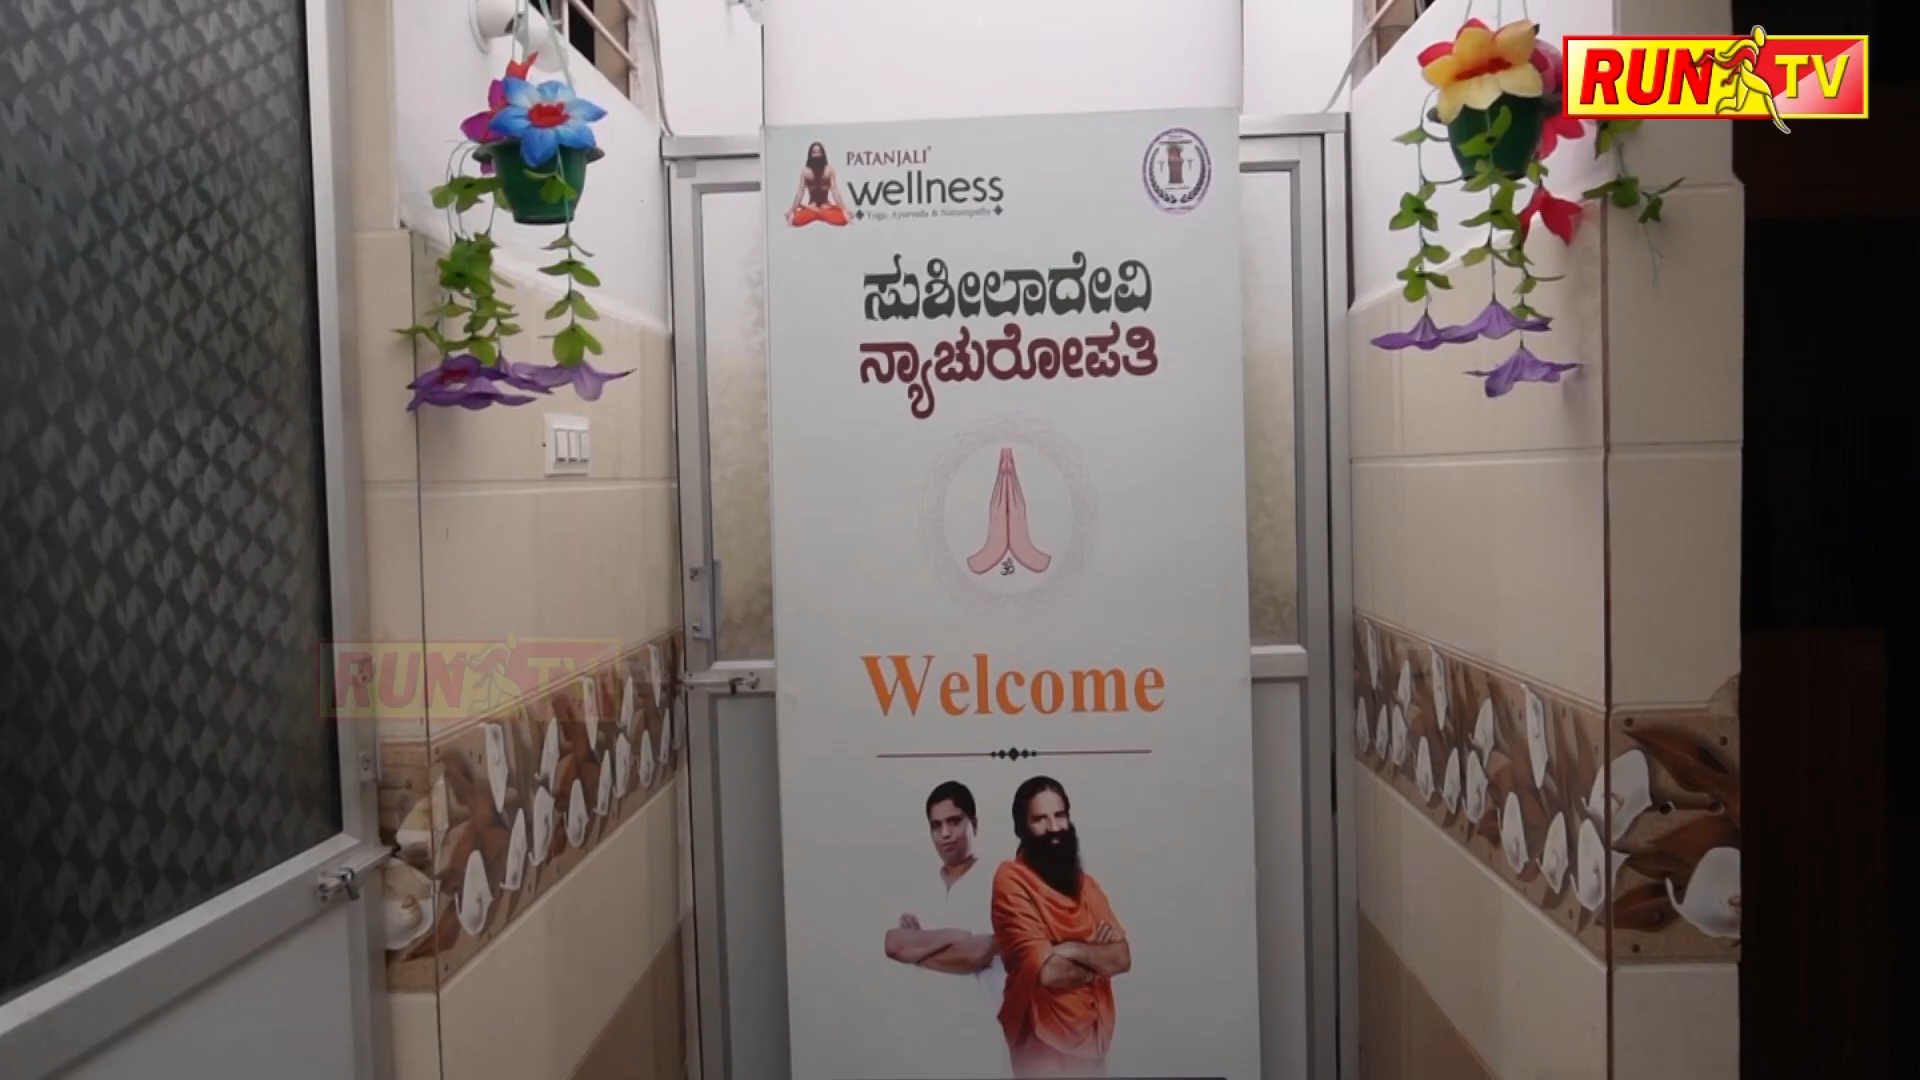 RUN TV
PATANJALI
wellness
Yoga, Ayurveda & Naturopathy
ಸುಶೀಲಾದೇವಿ
ನ್ಯಾಚುರೋಪತಿ
ॐ
RUN TV
Welcome